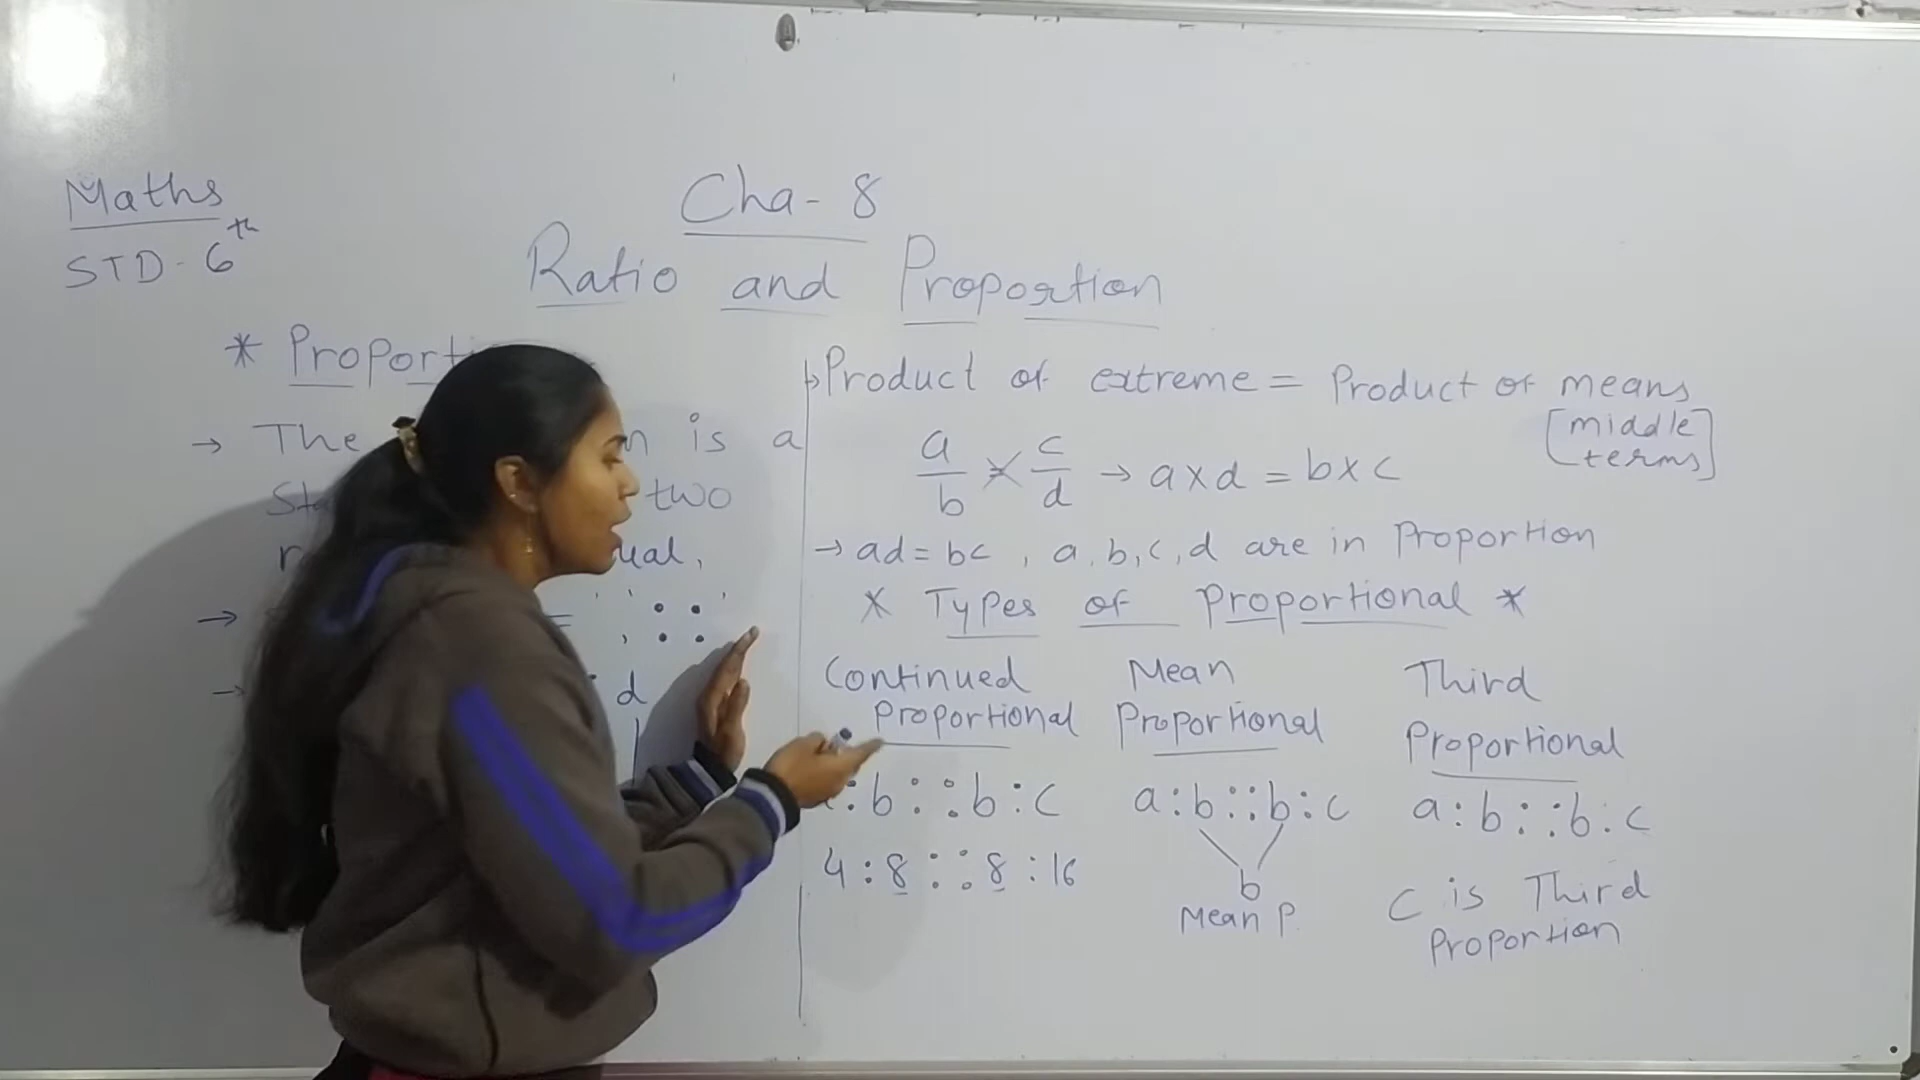 Maths
STD - 6th
Cha - 8
Ratio and Proportion
* Proporti
→ The is a
two
ual,
→ = , ::
→ d
→ Product of extreme = Product of means
[middle terms]
a/b × c/d → a x d = b x c
→ ad = bc , a, b, c, d are in Proportion
* Types of Proportional *
Continued Proportional
: b :: b : c
4 : 8 :: 8 : 16
Mean Proportional
a : b :: b : c
b
Mean P.
Third Proportional
a : b :: b : c
C is Third Proportion